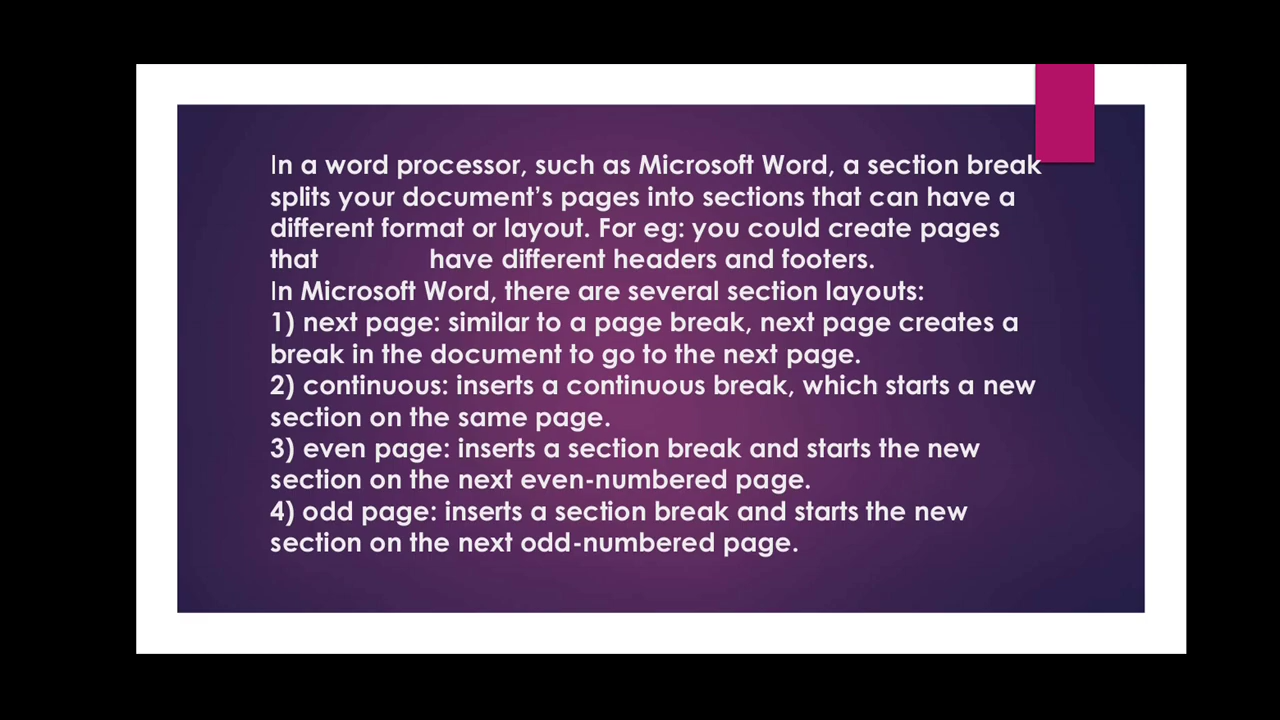 In a word processor, such as Microsoft Word, a section break
splits your document’s pages into sections that can have a
different format or layout. For eg: you could create pages
that have different headers and footers.
In Microsoft Word, there are several section layouts:
1) next page: similar to a page break, next page creates a
break in the document to go to the next page.
2) continuous: inserts a continuous break, which starts a new
section on the same page.
3) even page: inserts a section break and starts the new
section on the next even-numbered page.
4) odd page: inserts a section break and starts the new
section on the next odd-numbered page.